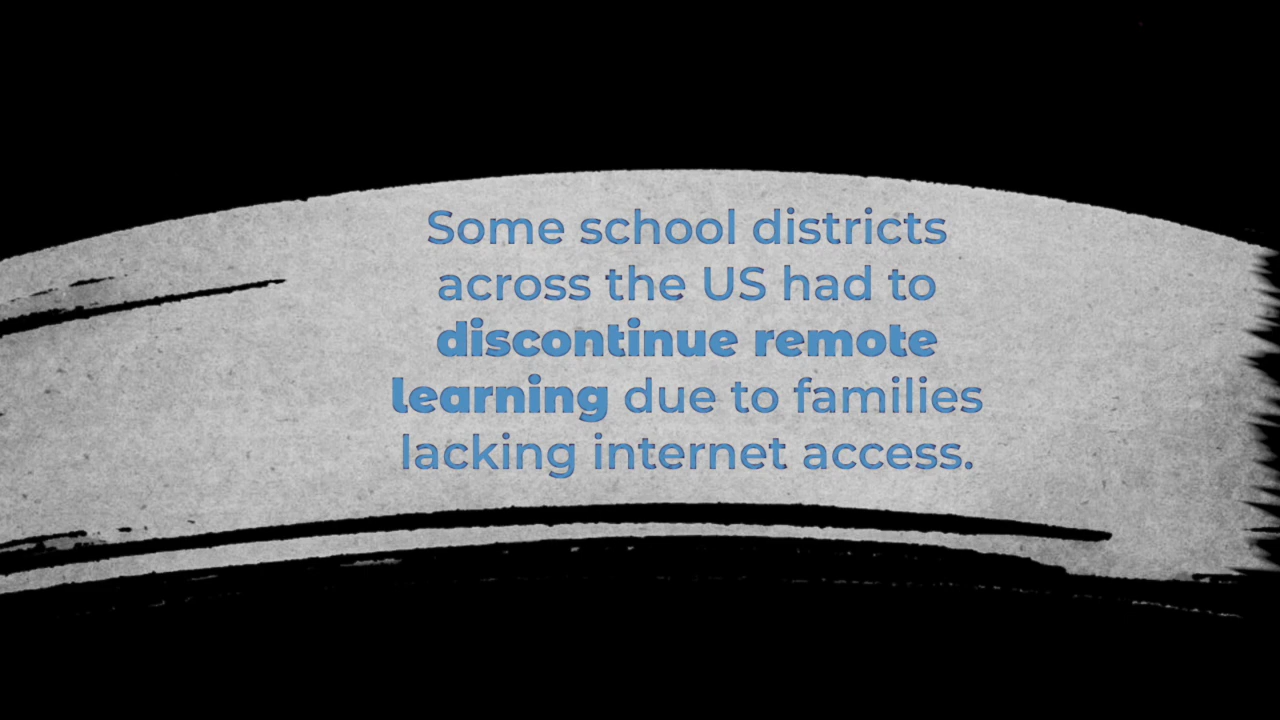 Some school districts
across the US had to
discontinue remote
learning due to families
lacking internet access.